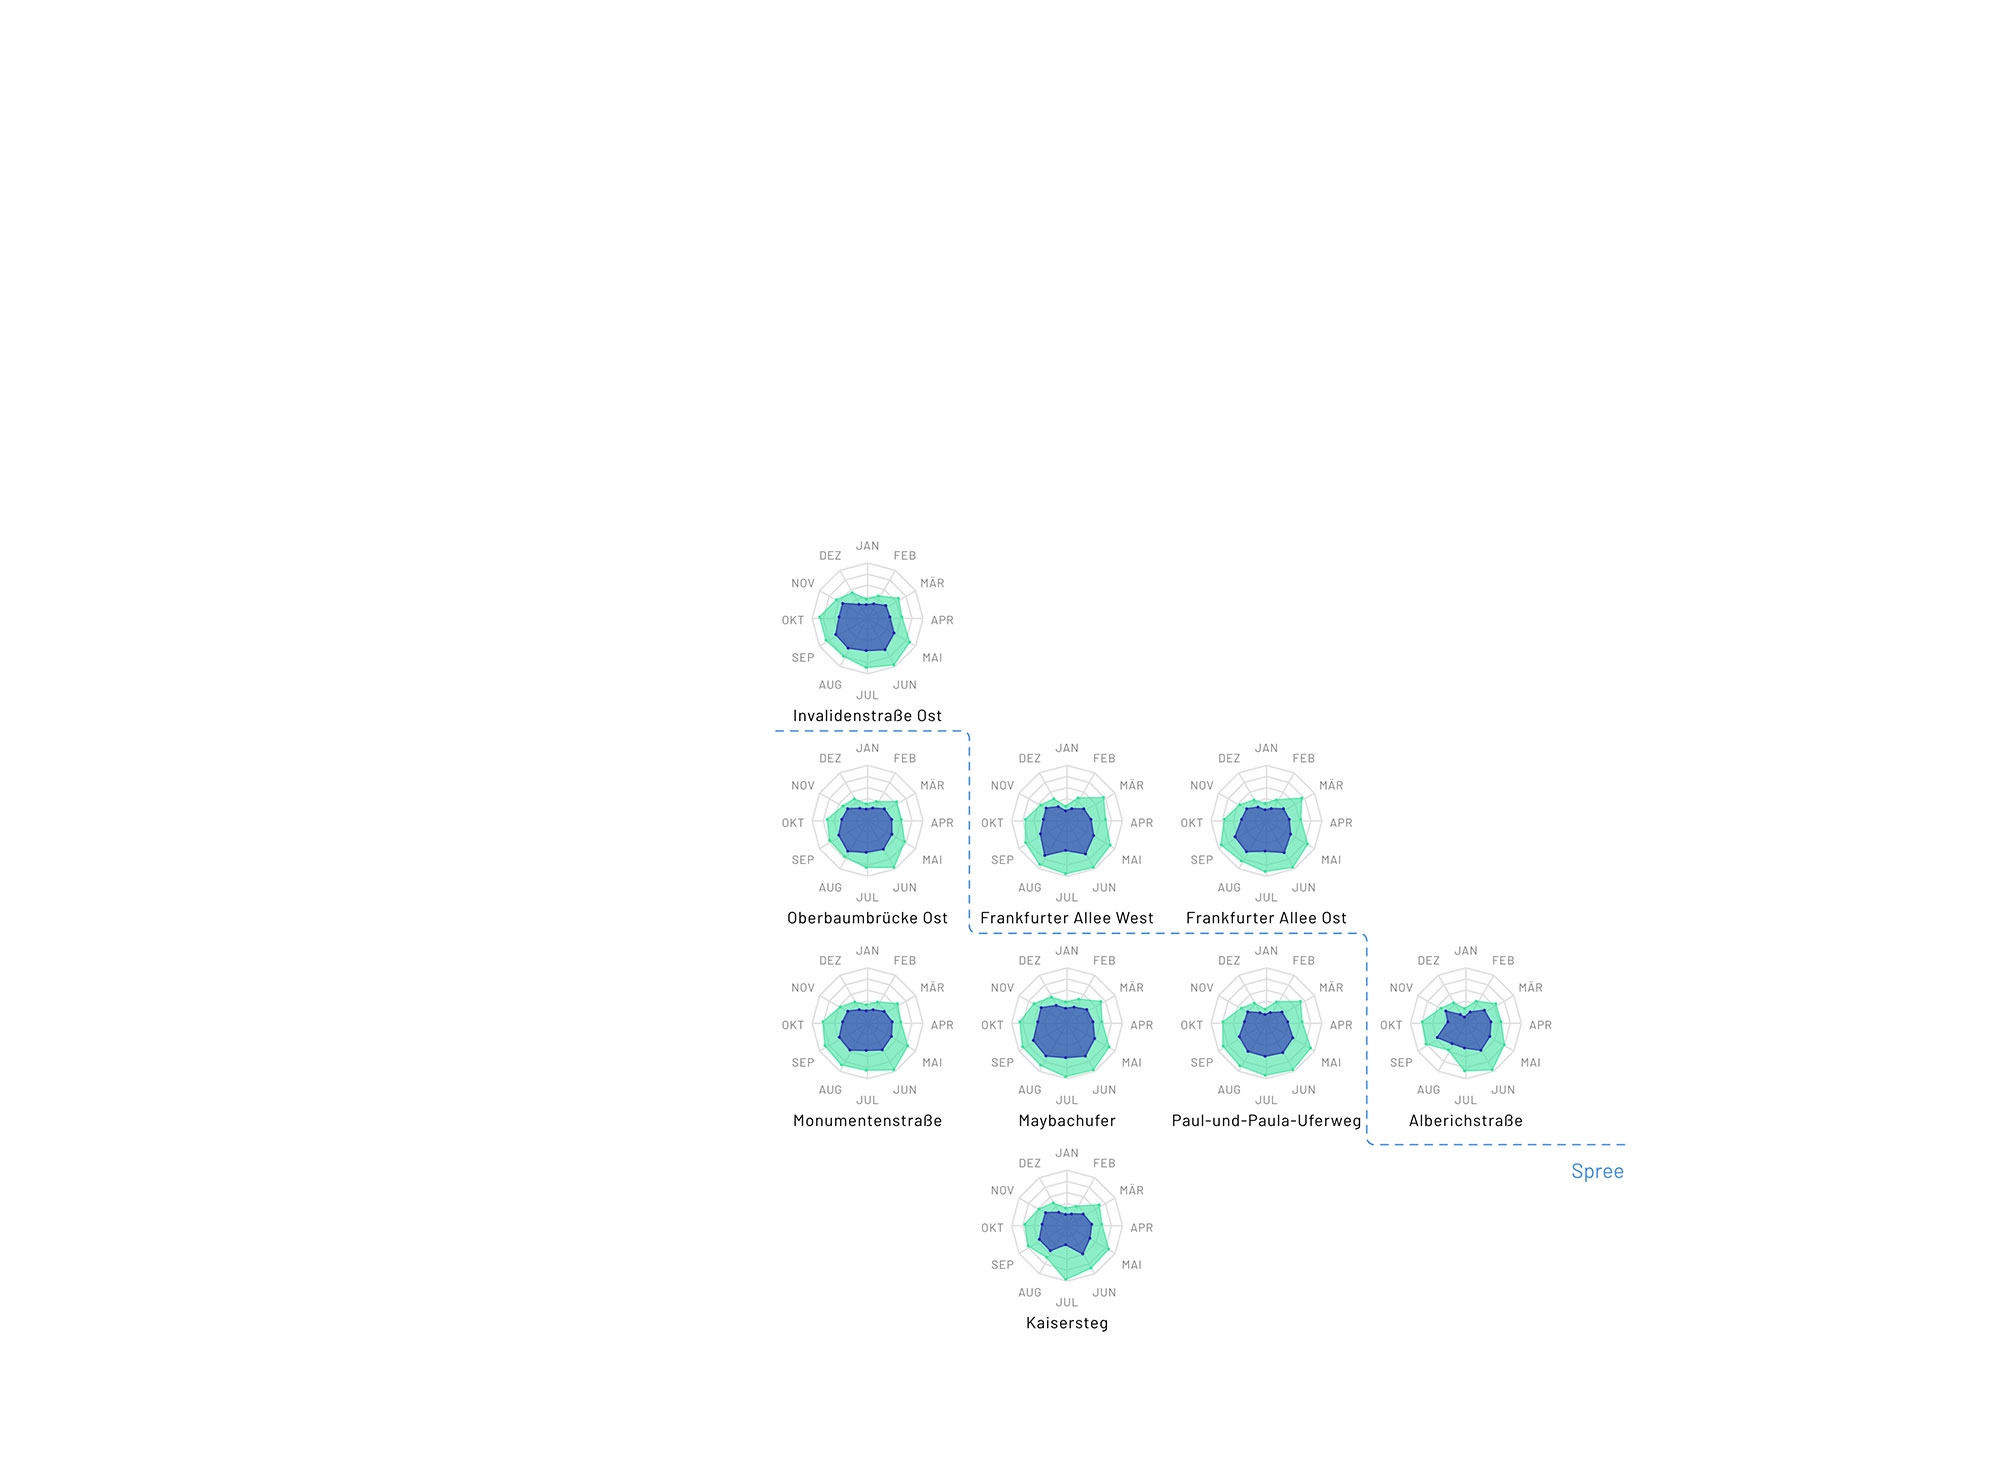 JAN
DEZ FEB
NOV MÄR
OKT APR
SEP MAI
AUG JUN
JUL
Invalidenstraße Ost
JAN JAN JAN
DEZ FEB DEZ FEB DEZ FEB
NOV MÄR NOV MÄR NOV MÄR
OKT APR OKT APR OKT APR
SEP MAI SEP MAI SEP MAI
AUG JUN AUG JUN AUG JUN
JUL JUL JUL
Oberbaumbrücke Ost Frankfurter Allee West Frankfurter Allee Ost
JAN JAN JAN JAN
DEZ FEB DEZ FEB DEZ FEB DEZ FEB
NOV MÄR NOV MÄR NOV MÄR NOV MÄR
OKT APR OKT APR OKT APR OKT APR
SEP MAI SEP MAI SEP MAI SEP MAI
AUG JUN AUG JUN AUG JUN AUG JUN
JUL JUL JUL JUL
Monumentenstraße Maybachufer Paul-und-Paula-Uferweg Alberichstraße
JAN
DEZ FEB
Spree
NOV MÄR
OKT APR
SEP MAI
AUG JUN
JUL
Kaisersteg